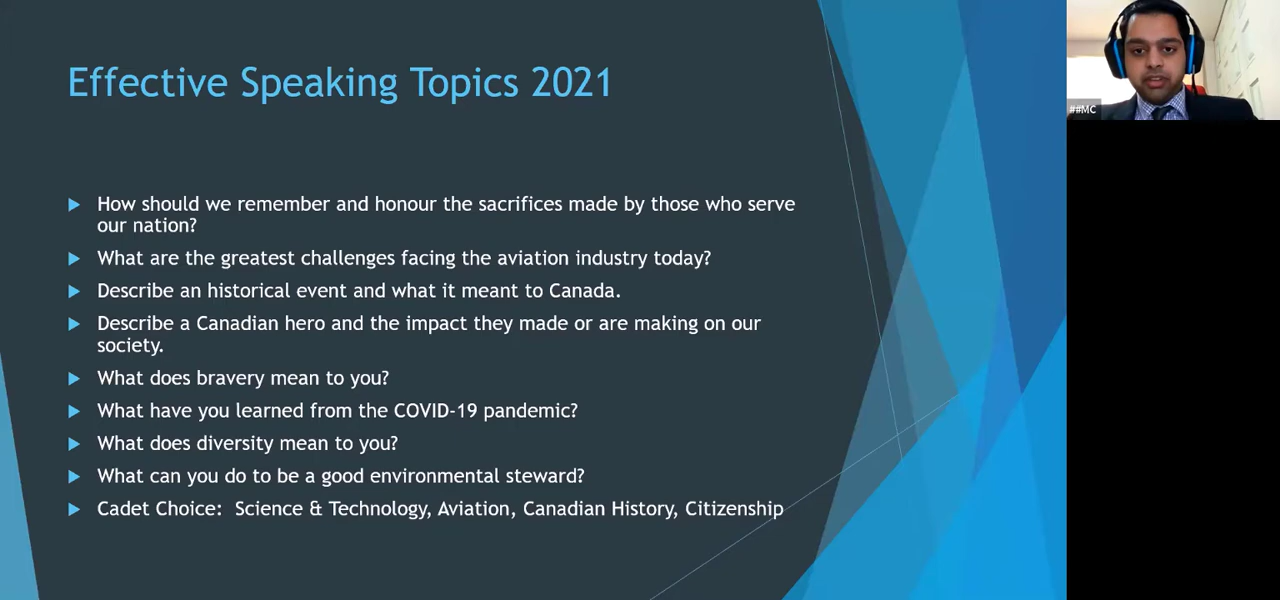 Effective Speaking Topics 2021
How should we remember and honour the sacrifices made by those who serve
our nation?
What are the greatest challenges facing the aviation industry today?
Describe an historical event and what it meant to Canada.
Describe a Canadian hero and the impact they made or are making on our
society.
What does bravery mean to you?
What have you learned from the COVID-19 pandemic?
What does diversity mean to you?
What can you do to be a good environmental steward?
Cadet Choice:  Science & Technology, Aviation, Canadian History, Citizenship
##MC